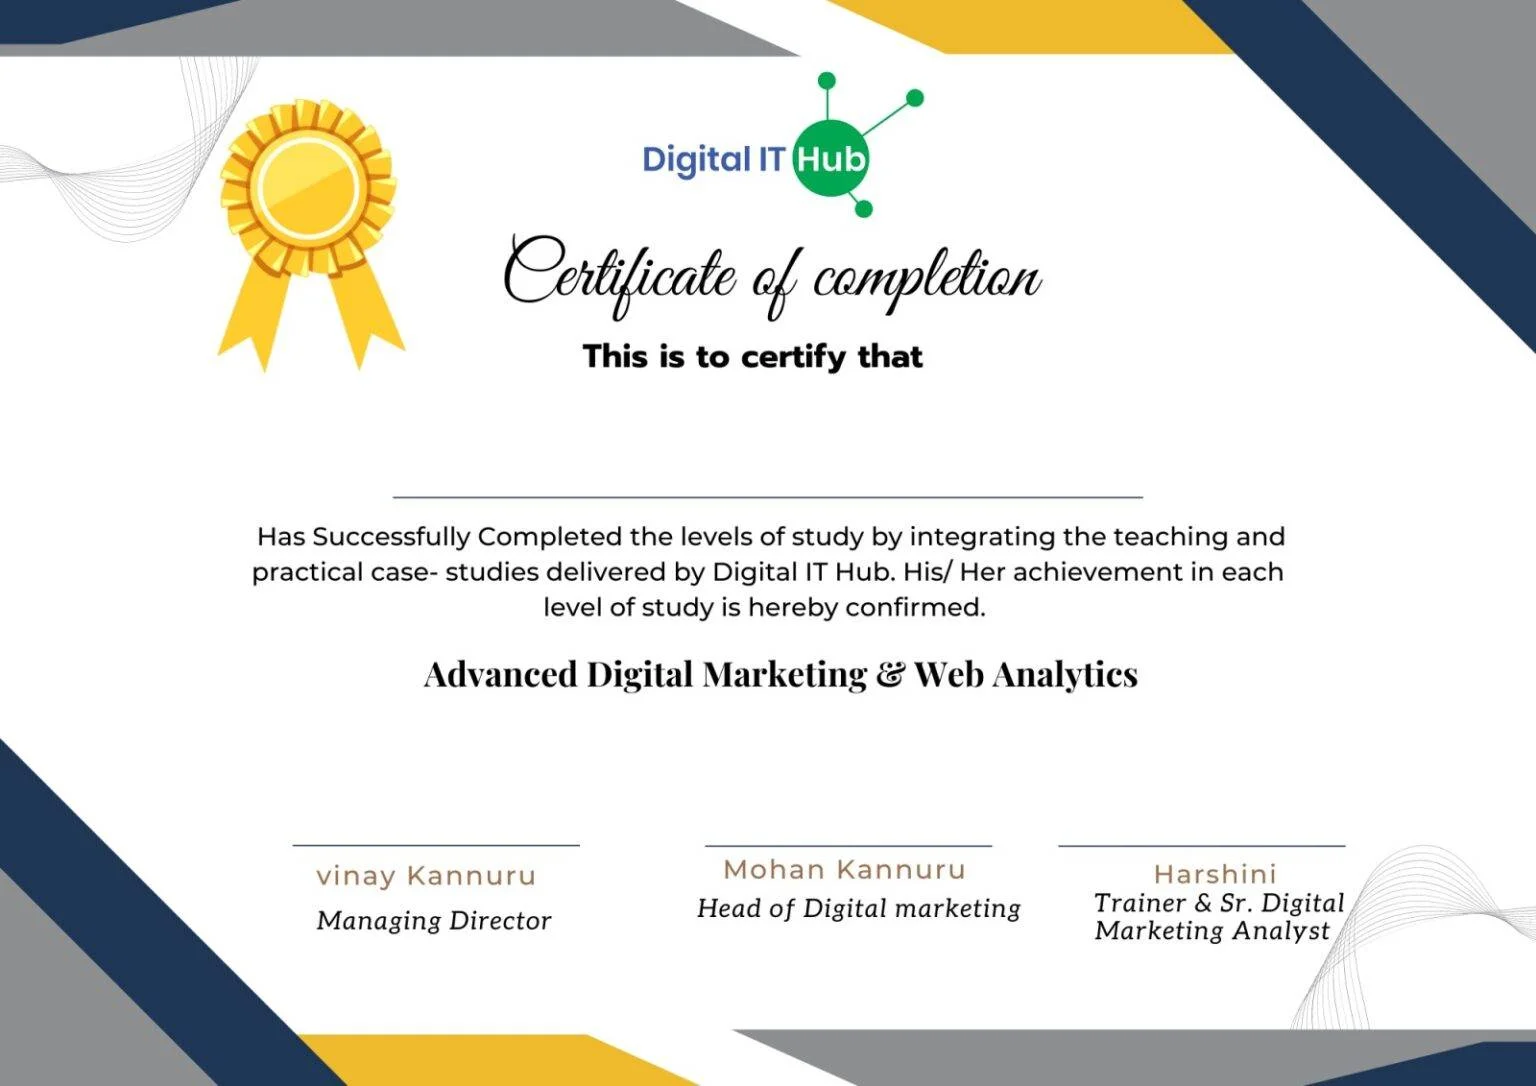 Digital IT Hub
Certificate of completion
This is to certify that
Has Successfully Completed the levels of study by integrating the teaching and
practical case- studies delivered by Digital IT Hub. His/ Her achievement in each
level of study is hereby confirmed.
Advanced Digital Marketing & Web Analytics
vinay Kannuru
Managing Director
Mohan Kannuru
Head of Digital marketing
Harshini
Trainer & Sr. Digital
Marketing Analyst